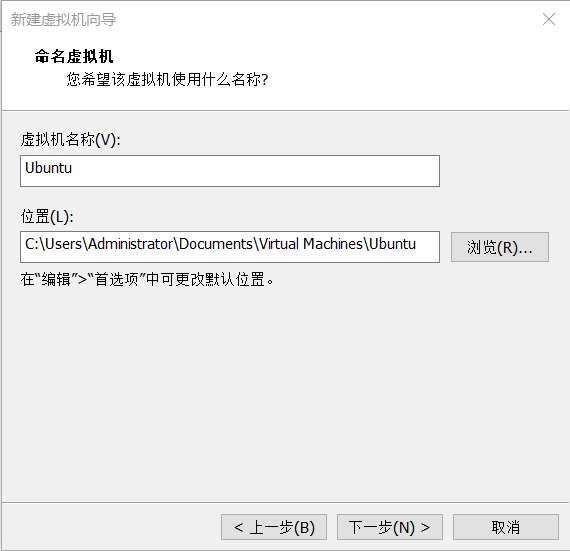 新建虚拟机向导
命名虚拟机
您希望该虚拟机使用什么名称?
虚拟机名称(V):
Ubuntu
位置(L):
C:\Users\Administrator\Documents\Virtual Machines\Ubuntu
浏览(R)...
在“编辑”>“首选项”中可更改默认位置。
< 上一步(B)
下一步(N) >
取消